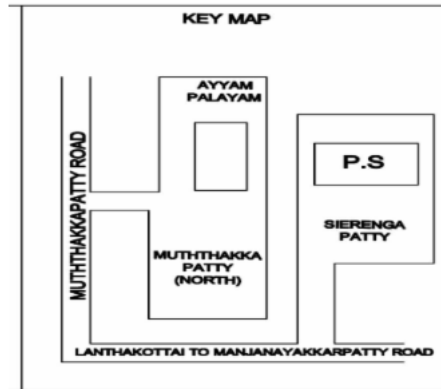 KEY MAP
AYYAM
PALAYAM
P.S
MUTHTHAKKAPATTY ROAD
SIERENGA
PATTY
MUTHTHAKKA
PATTY
(NORTH)
LANTHAKOTTAI TO MANJANAYAKKARPATTY ROAD